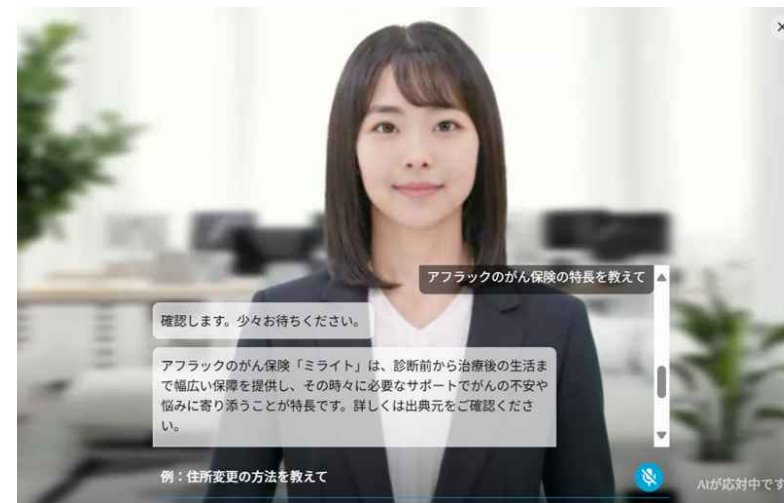 アフラックのがん保険の特長を教えて
確認します。少々お待ちください。
アフラックのがん保険「ミライト」は、診断前から治療後の生活ま
で幅広い保障を提供し、その時々に必要なサポートでがんの不安や
悩みに寄り添うことが特長です。詳しくは出典元をご確認くださ
い。
例：住所変更の方法を教えて
AIが応対中です